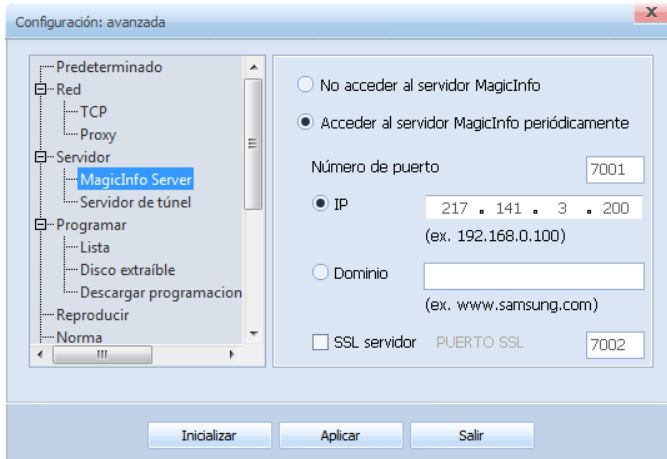 Configuración: avanzada
x
Predeterminado
Red
TCP
Proxy
Servidor
MagicInfo Server
Servidor de túnel
Programar
Lista
Disco extraíble
Descargar programacion
Reproducir
Norma
No acceder al servidor MagicInfo
Acceder al servidor MagicInfo periódicamente
Número de puerto 7001
IP 217 . 141 . 3 . 200
(ex. 192.168.0.100)
Dominio
(ex. www.samsung.com)
SSL servidor PUERTO SSL 7002
Inicializar Aplicar Salir